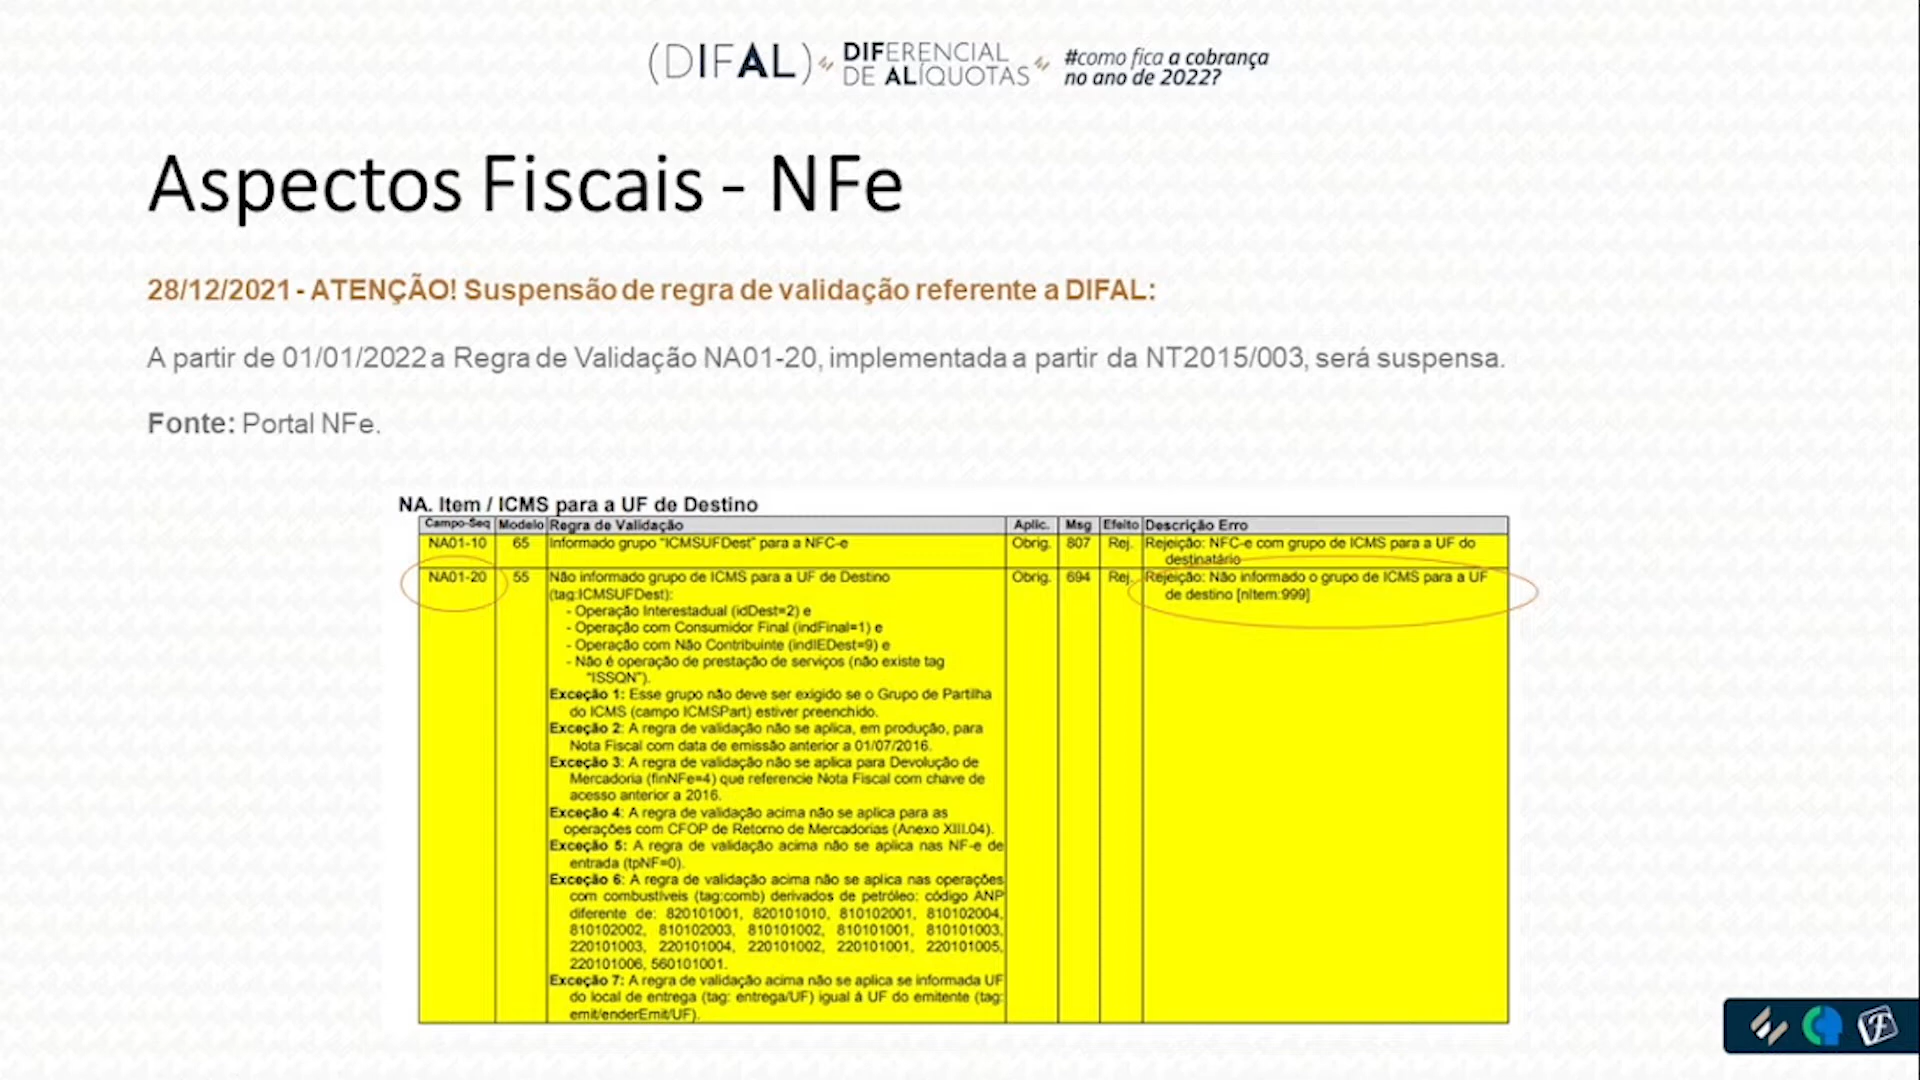 (DIFAL) DIFERENCIAL DE ALÍQUOTAS #como fica a cobrança no ano de 2022?
Aspectos Fiscais - NFe
28/12/2021 - ATENÇÃO! Suspensão de regra de validação referente a DIFAL:
A partir de 01/01/2022 a Regra de Validação NA01-20, implementada a partir da NT2015/003, será suspensa.
Fonte: Portal NFe.
NA. Item / ICMS para a UF de Destino
Campo-Seq Modelo Regra de Validação Aplic. Msg Efeito Descrição Erro
NA01-10 65 Informado grupo "ICMSUFDest" para a NFC-e Obrig. 807 Rej. Rejeição: NFC-e com grupo de ICMS para a UF do
destinatário
NA01-20 55 Não informado grupo de ICMS para a UF de Destino Obrig. 694 Rej. Rejeição: Não informado o grupo de ICMS para a UF
(tag:ICMSUFDest): de destino [nItem:999]
- Operação Interestadual (idDest=2) e
- Operação com Consumidor Final (indFinal=1) e
- Operação com Não Contribuinte (indIEDest=9) e
- Não é operação de prestação de serviços (não existe tag
"ISSQN").
Exceção 1: Esse grupo não deve ser exigido se o Grupo de Partilha
do ICMS (campo ICMSPart) estiver preenchido.
Exceção 2: A regra de validação não se aplica, em produção, para
Nota Fiscal com data de emissão anterior a 01/07/2016.
Exceção 3: A regra de validação não se aplica para Devolução de
Mercadoria (finNFe=4) que referencie Nota Fiscal com chave de
acesso anterior a 2016.
Exceção 4: A regra de validação acima não se aplica para as
operações com CFOP de Retorno de Mercadorias (Anexo XIII.04).
Exceção 5: A regra de validação acima não se aplica nas NF-e de
entrada (tpNF=0).
Exceção 6: A regra de validação acima não se aplica nas operações
com combustíveis (tag:comb) derivados de petróleo: código ANP
diferente de: 820101001, 820101010, 810102001, 810102004,
810102002, 810102003, 810101002, 810101001, 810101003,
220101003, 220101004, 220101002, 220101001, 220101005,
220101006, 560101001.
Exceção 7: A regra de validação acima não se aplica se informada UF
do local de entrega (tag: entrega/UF) igual à UF do emitente (tag:
emit/enderEmit/UF).